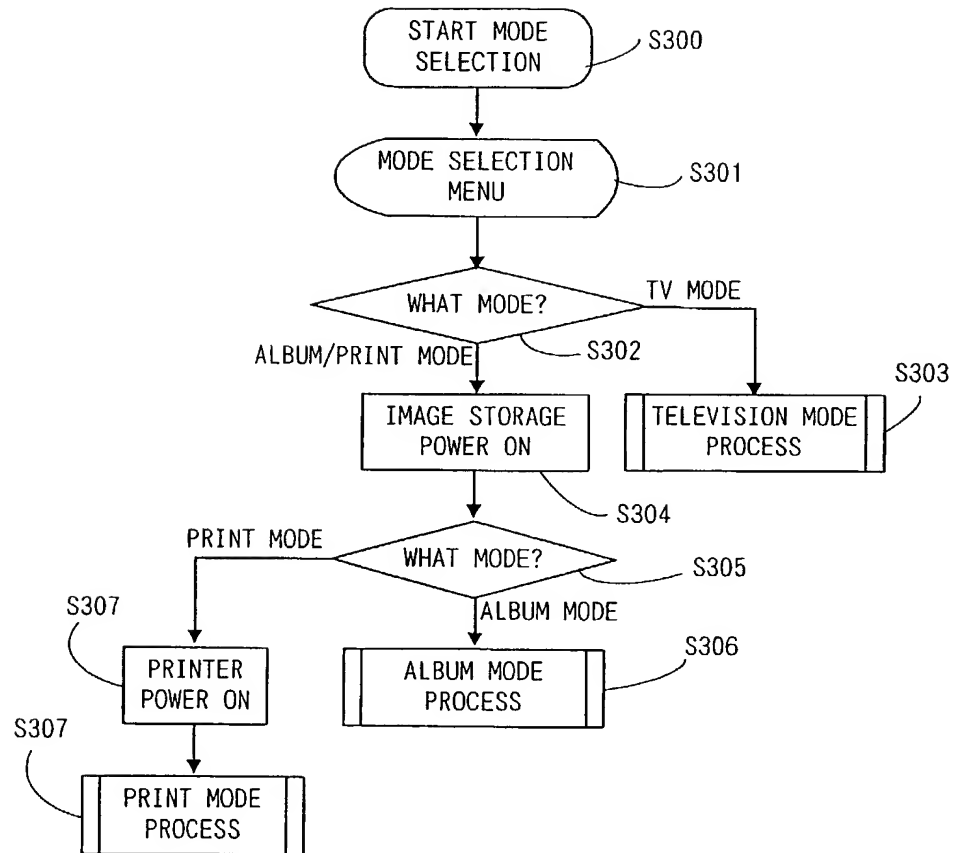 START MODE
SELECTION
S300
MODE SELECTION
MENU
S301
WHAT MODE?
TV MODE
S302
ALBUM/PRINT MODE
S303
IMAGE STORAGE
POWER ON
TELEVISION MODE
PROCESS
S304
PRINT MODE
WHAT MODE?
S305
ALBUM MODE
S307
PRINTER
POWER ON
ALBUM MODE
PROCESS
S306
S307
PRINT MODE
PROCESS